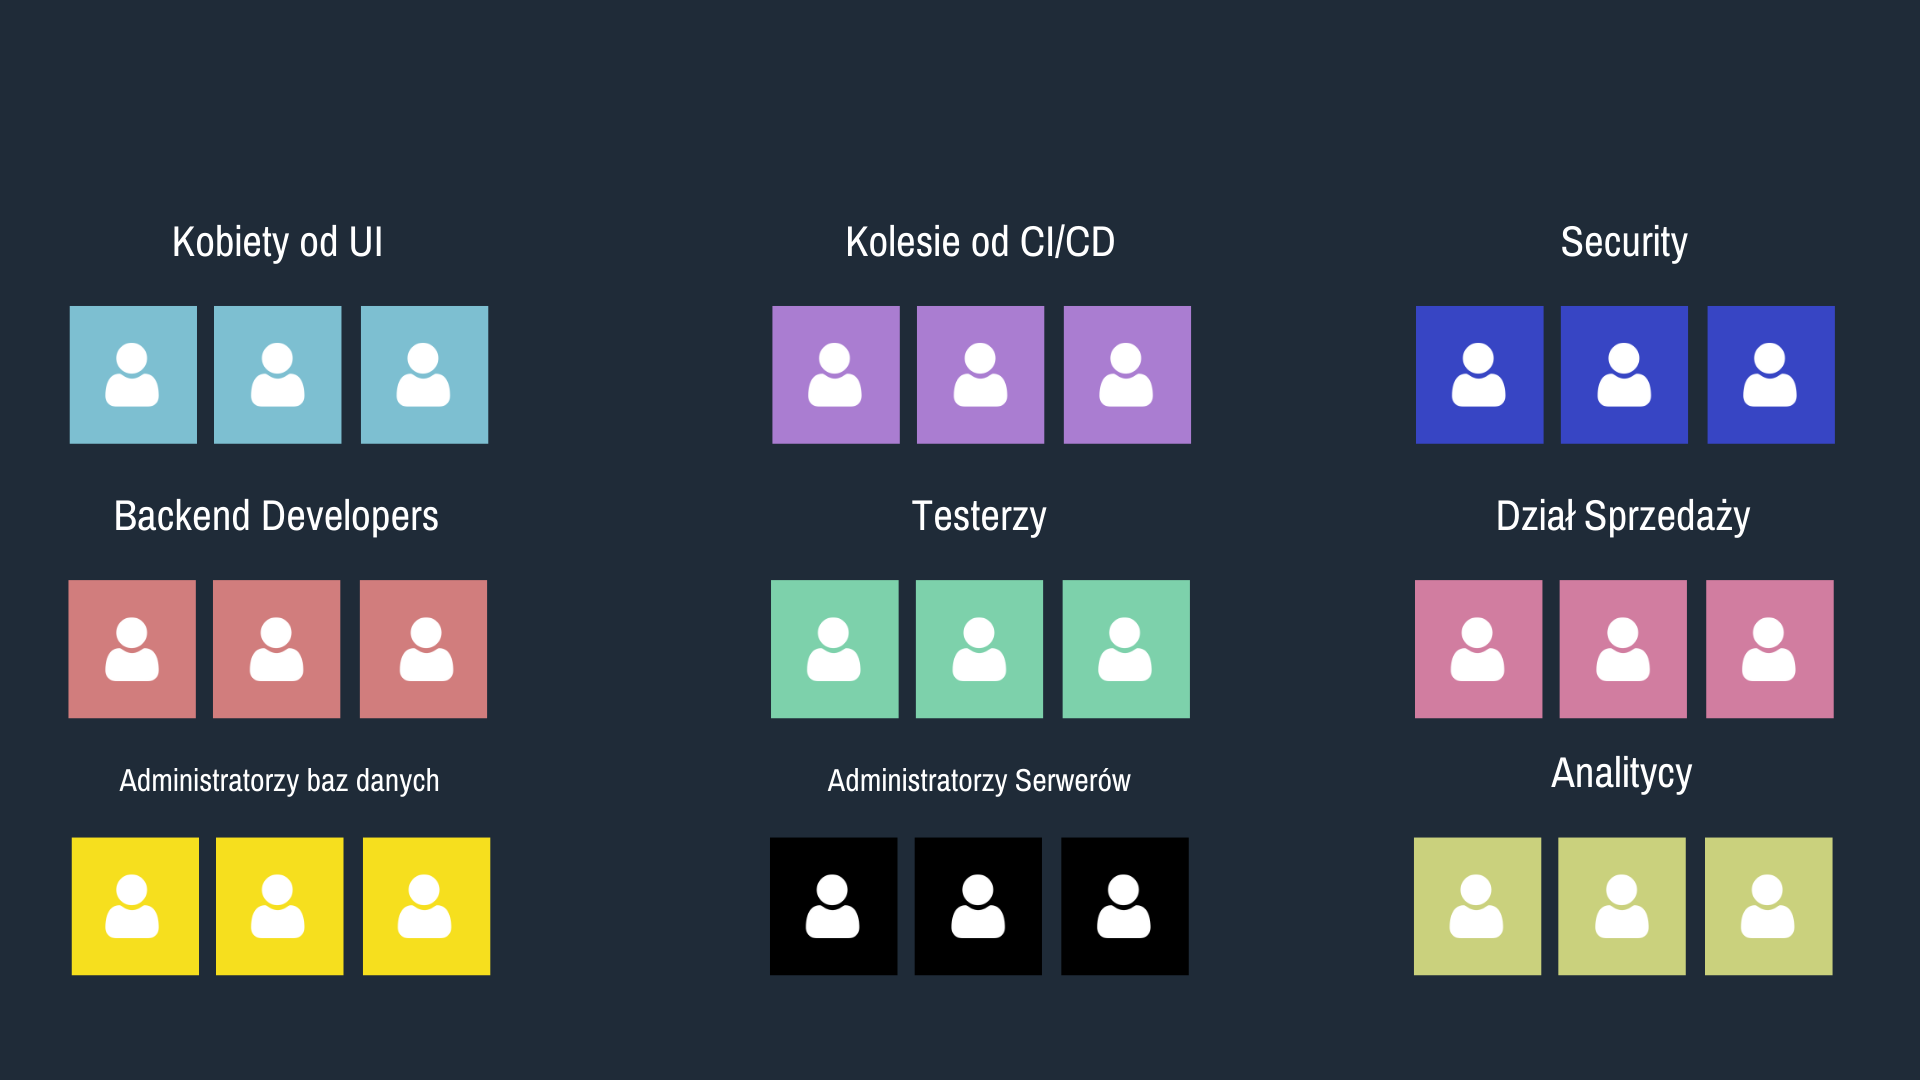 Kobiety od UI
Kolesie od CI/CD
Security
Backend Developers
Testerzy
Dział Sprzedaży
Administratorzy baz danych
Administratorzy Serwerów
Analitycy